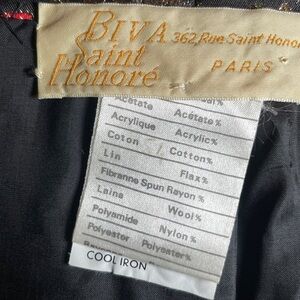 BIVA 362, Rue Saint Hono
Saint
Honoré PARIS
Acétate Acétate%
Acrylique Acrylic%
Coton Cotton%
Lin Flax%
Fibranne Spun Rayon%
Laine Wool%
Polyamide Nylon%
Polyester Polyester%
COOL IRON